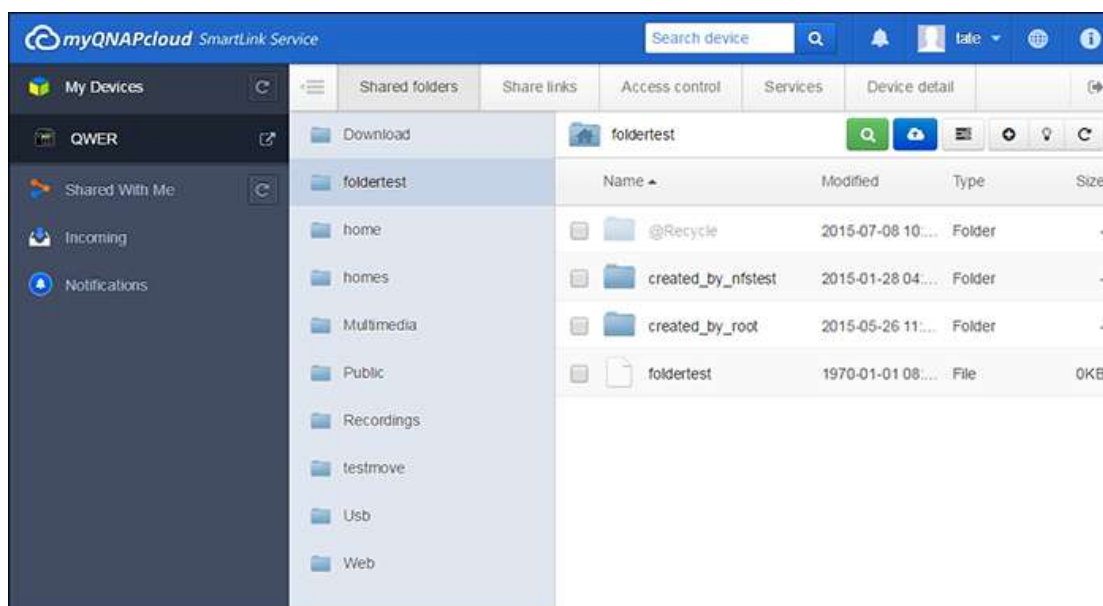 myQNAPcloud SmartLink Service
Search device
tate
My Devices
QWER
Shared With Me
Incoming
Notifications
Shared folders
Share links
Access control
Services
Device detail
Download
foldertest
home
homes
Multimedia
Public
Recordings
testmove
Usb
Web
foldertest
Name Modified Type Size
@Recycle 2015-07-08 10:... Folder
created_by_nfstest 2015-01-28 04:... Folder
created_by_root 2015-05-26 11:... Folder
foldertest 1970-01-01 08:... File 0KB